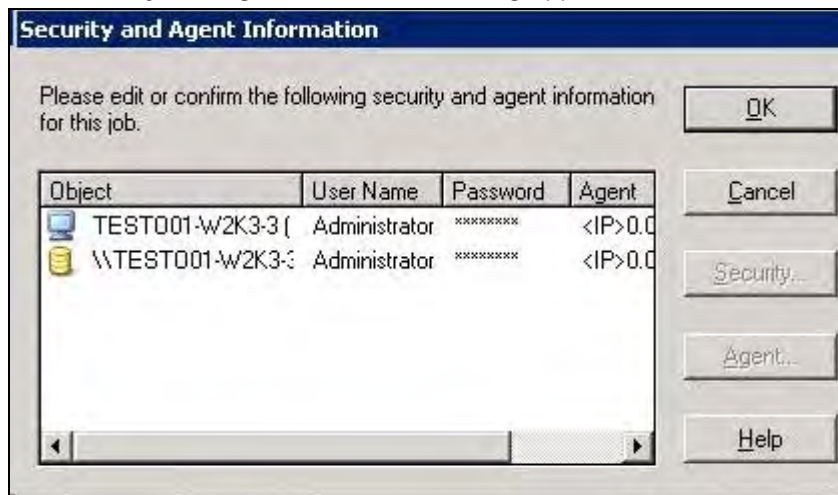 Security and Agent Information
Please edit or confirm the following security and agent information
for this job.
OK
Cancel
Security...
Agent...
Help
Object User Name Password Agent
TEST001-W2K3-3 ( Administrator ******** <IP>0.0
\\TEST001-W2K3-3 Administrator ******** <IP>0.0